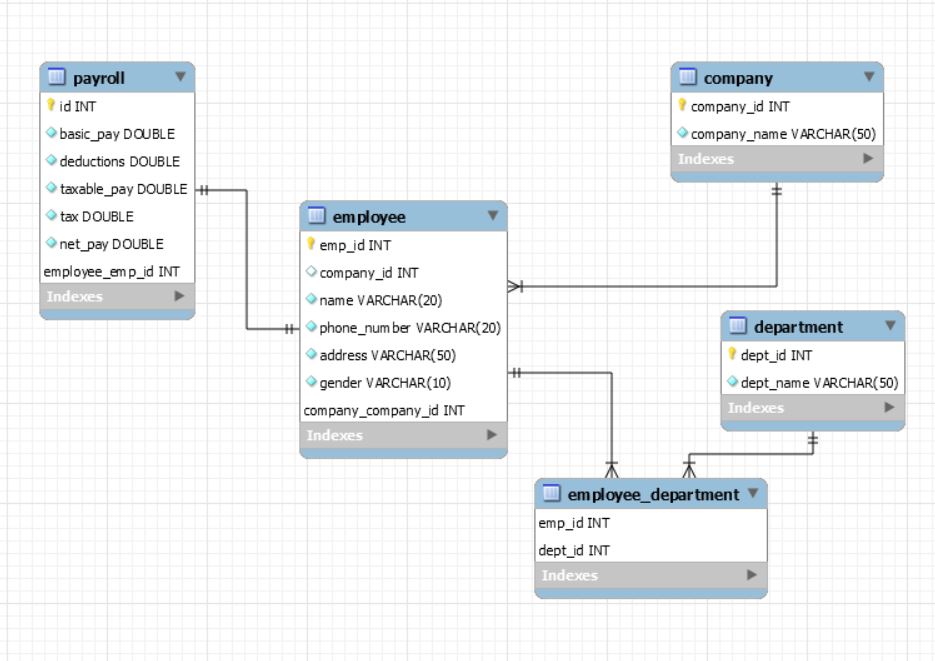 payroll
id INT
basic_pay DOUBLE
deductions DOUBLE
taxable_pay DOUBLE
tax DOUBLE
net_pay DOUBLE
employee_emp_id INT
Indexes
employee
emp_id INT
company_id INT
name VARCHAR(20)
phone_number VARCHAR(20)
address VARCHAR(50)
gender VARCHAR(10)
company_company_id INT
Indexes
company
company_id INT
company_name VARCHAR(50)
Indexes
department
dept_id INT
dept_name VARCHAR(50)
Indexes
employee_department
emp_id INT
dept_id INT
Indexes